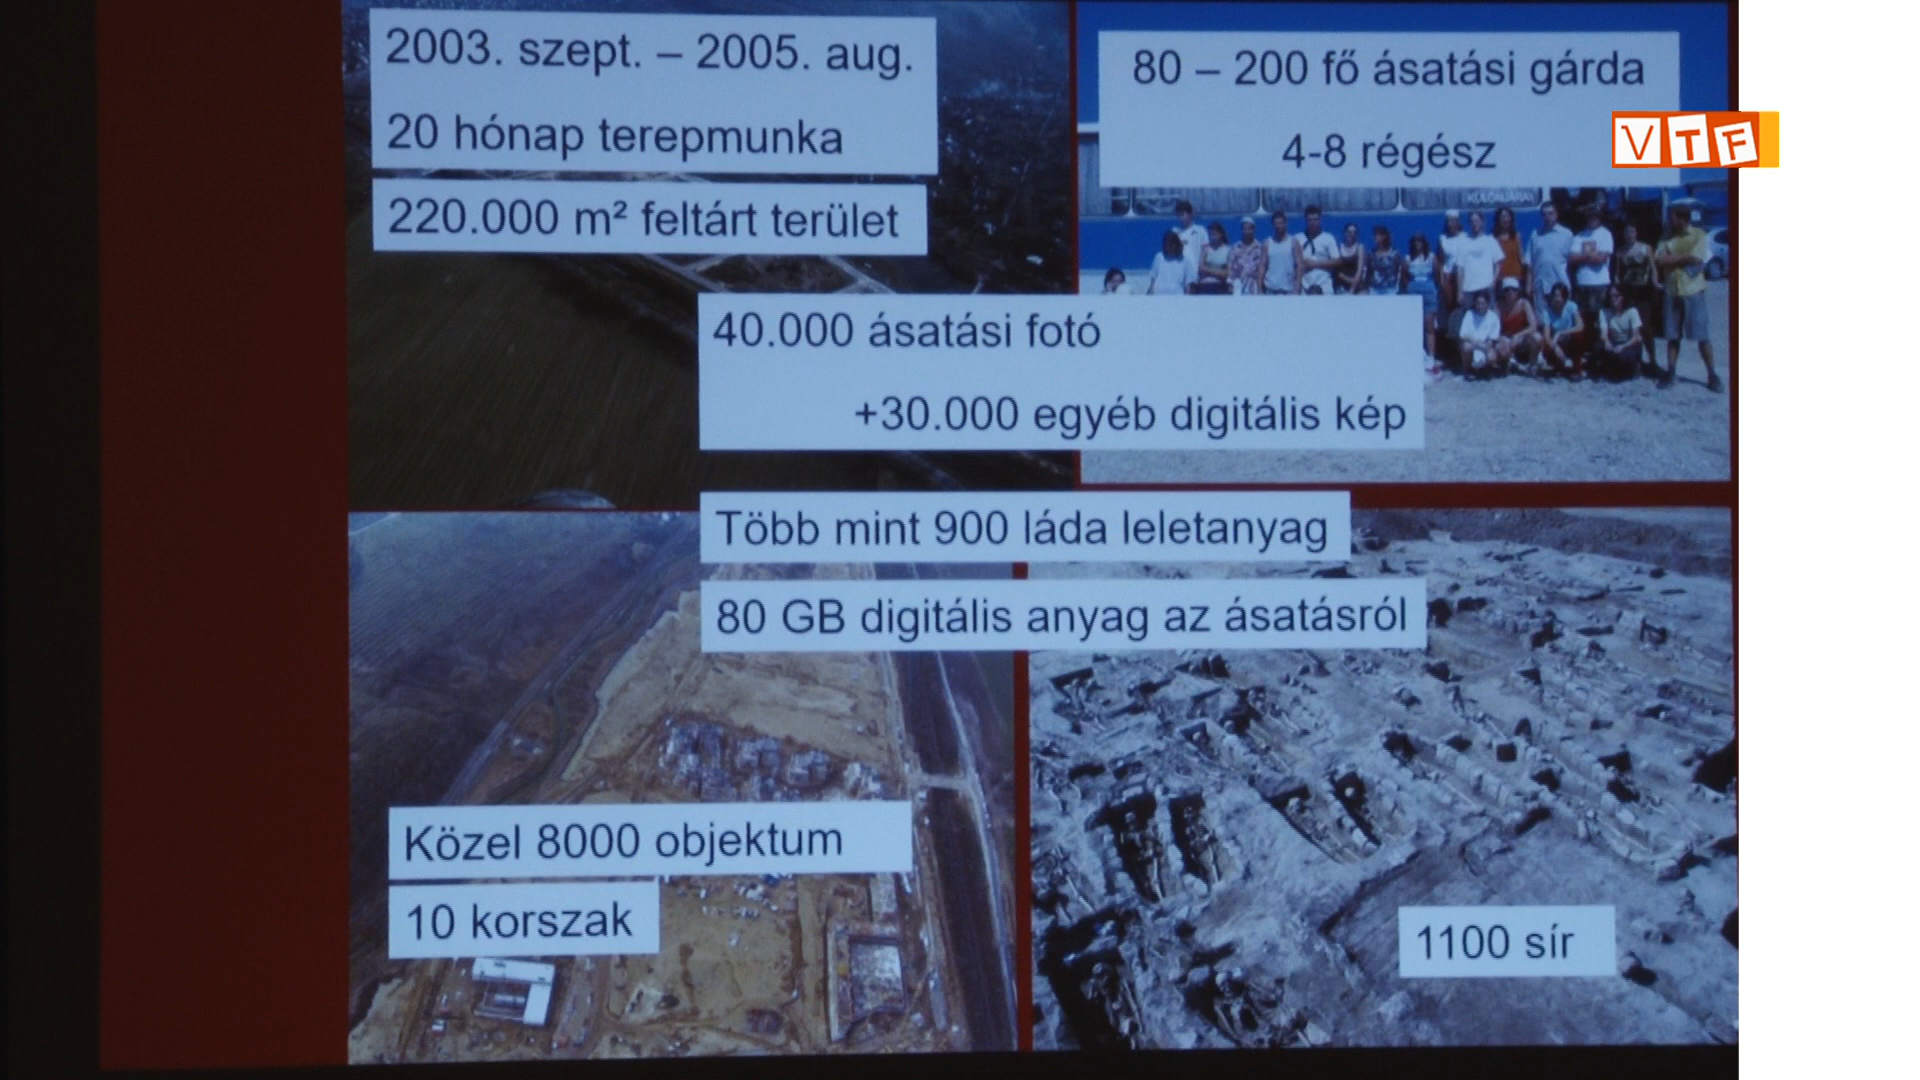 2003. szept. – 2005. aug.
20 hónap terepmunka
220.000 m² feltárt terület
80 – 200 fő ásatási gárda
4-8 régész
VTF
KÜLÖNJÁRAT
40.000 ásatási fotó
+30.000 egyéb digitális kép
Több mint 900 láda leletanyag
80 GB digitális anyag az ásatásról
Közel 8000 objektum
10 korszak
1100 sír